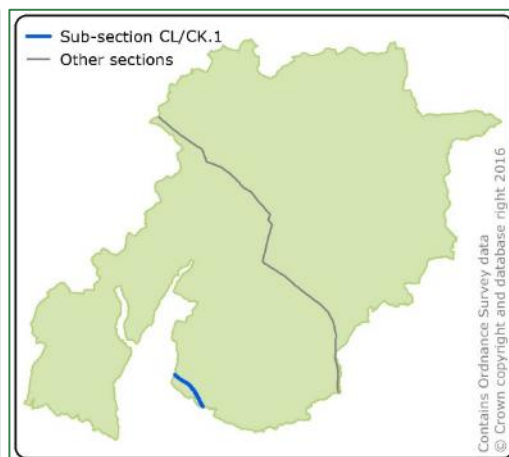 Sub-section CL/CK.1
Other sections
Contains Ordnance Survey data
© Crown copyright and database right 2016